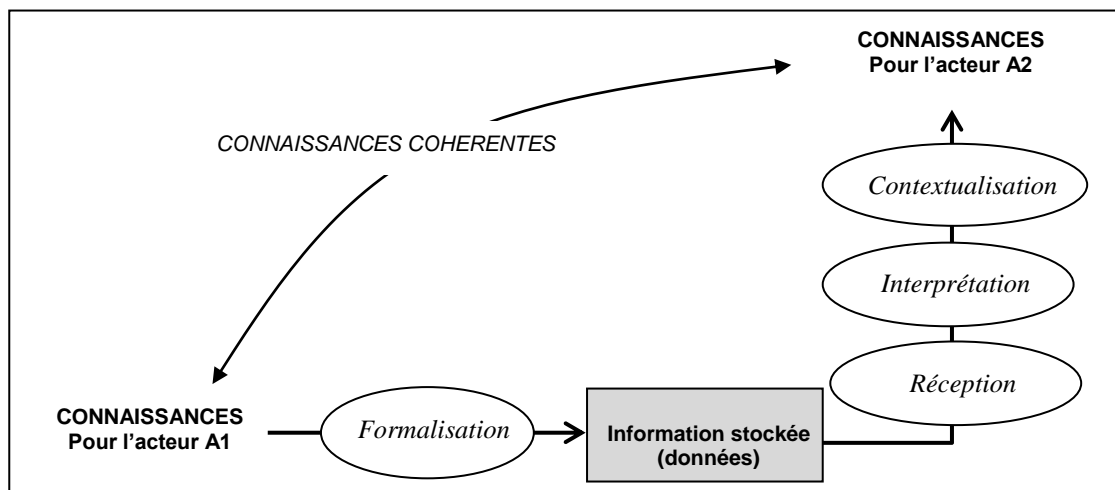 CONNAISSANCES
Pour l’acteur A2
CONNAISSANCES COHERENTES
Contextualisation
Interprétation
Réception
CONNAISSANCES
Pour l’acteur A1
Formalisation
Information stockée
(données)